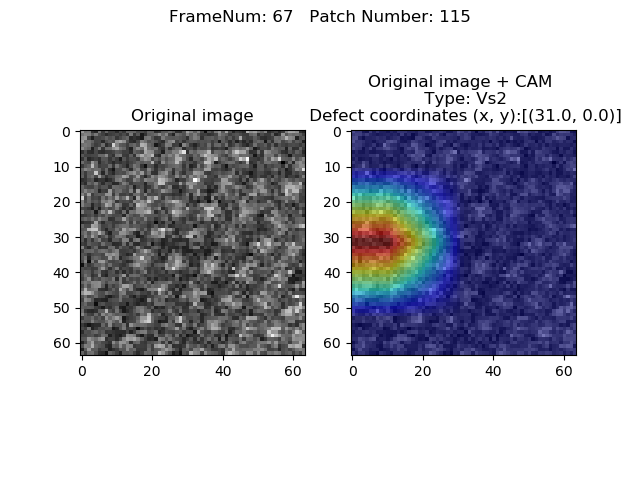 FrameNum: 67   Patch Number: 115
Original image
Original image + CAM
Type: Vs2
Defect coordinates (x, y):[(31.0, 0.0)]
0
10
20
30
40
50
60
0 20 40 60
0
10
20
30
40
50
60
0 20 40 60